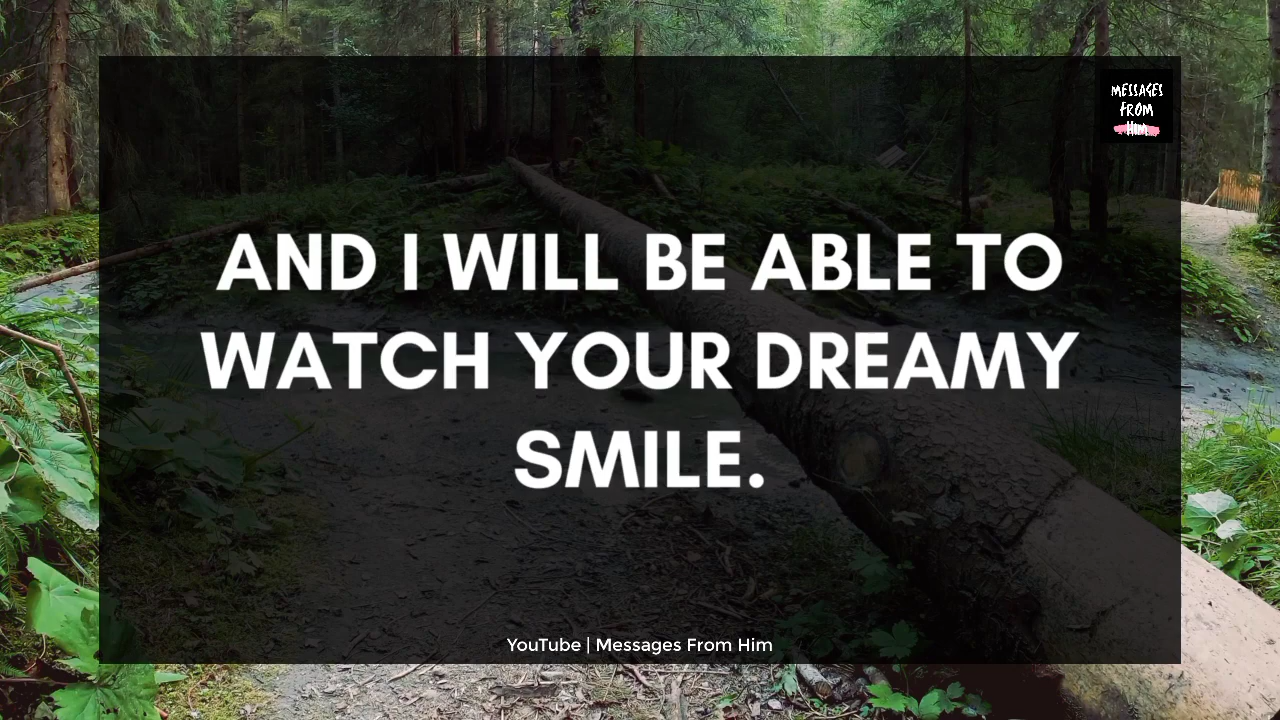 MESSAGES
FROM
HIM
AND I WILL BE ABLE TO
WATCH YOUR DREAMY
SMILE.
YouTube | Messages From Him